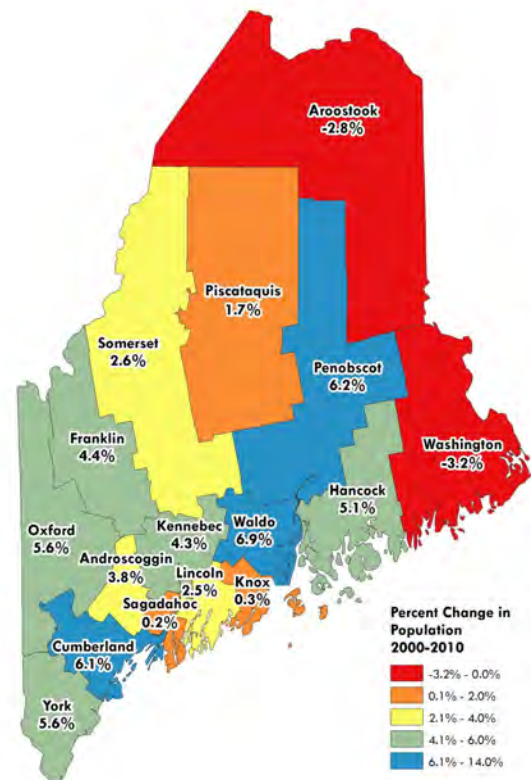 Aroostook
-2.8%
Piscataquis
1.7%
Somerset
2.6%
Penobscot
6.2%
Franklin
4.4%
Washington
-3.2%
Hancock
5.1%
Oxford
5.6%
Kennebec
4.3%
Waldo
6.9%
Androscoggin
3.8%
Lincoln
2.5%
Knox
0.3%
Sagadahoc
0.2%
Cumberland
6.1%
York
5.6%
Percent Change in
Population
2000-2010
-3.2% - 0.0%
0.1% - 2.0%
2.1% - 4.0%
4.1% - 6.0%
6.1% - 14.0%